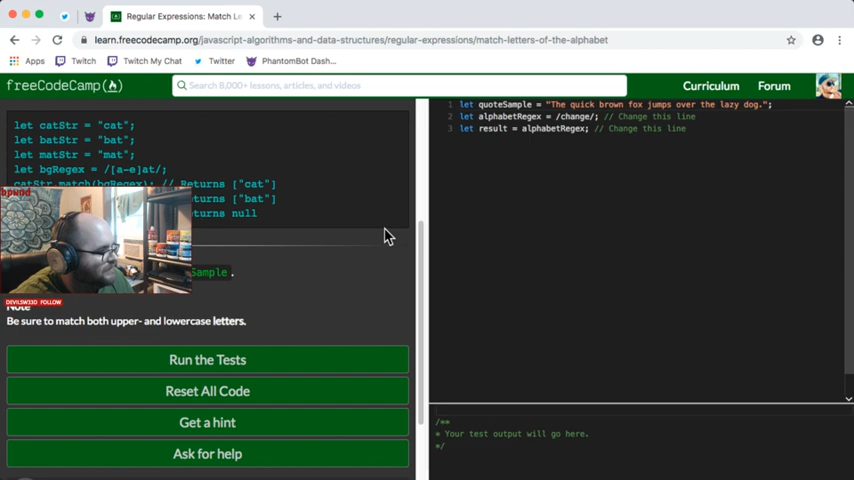 Regular Expressions: Match Le
learn.freecodecamp.org/javascript-algorithms-and-data-structures/regular-expressions/match-letters-of-the-alphabet
Apps Twitch Twitch My Chat Twitter PhantomBot Dash...
freeCodeCamp
Search 8,000+ lessons, articles, and videos
Curriculum Forum
let catStr = "cat";
let batStr = "bat";
let matStr = "mat";
let bgRegex = /[a-e]at/;
catStr.match(bgRegex); // Returns ["cat"]
eturns ["bat"]
eturns null
Sample.
DEVILSW33D FOLLOW
Note
Be sure to match both upper- and lowercase letters.
Run the Tests
Reset All Code
Get a hint
Ask for help
1 let quoteSample = "The quick brown fox jumps over the lazy dog.";
2 let alphabetRegex = /change/; // Change this line
3 let result = alphabetRegex; // Change this line
/**
* Your test output will go here.
*/